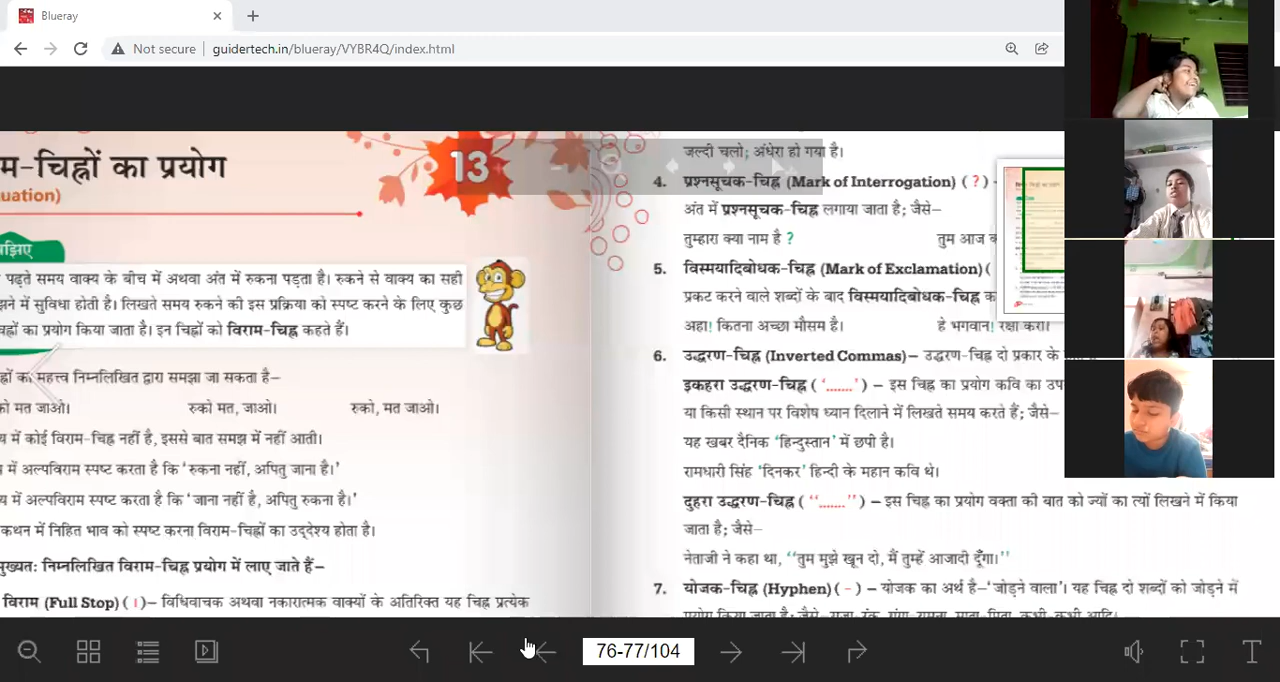 Blueray
Not secure guidertech.in/blueray/VYBR4Q/index.html
म-चिह्नों का प्रयोग
uation)
13
झिए
पढ़ते समय वाक्य के बीच में अथवा अंत में रुकना पड़ता है। रुकने से वाक्य का सही
झने में सुविधा होती है। लिखते समय रुकने की इस प्रक्रिया को स्पष्ट करने के लिए कुछ
ह्नों का प्रयोग किया जाता है। इन चिह्नों को विराम-चिह्न कहते हैं।
ह्नों का महत्त्व निम्नलिखित द्वारा समझा जा सकता है–
को मत जाओ। रुको मत, जाओ। रुको, मत जाओ।
य में कोई विराम-चिह्न नहीं है, इससे बात समझ में नहीं आती।
में अल्पविराम स्पष्ट करता है कि 'रुकना नहीं, अपितु जाना है।'
य में अल्पविराम स्पष्ट करता है कि 'जाना नहीं है, अपितु रुकना है।'
कथन में निहित भाव को स्पष्ट करना विराम-चिह्नों का उद्देश्य होता है।
मुख्यतः निम्नलिखित विराम-चिह्न प्रयोग में लाए जाते हैं–
विराम (Full Stop) (।)– विधिवाचक अथवा नकारात्मक वाक्यों के अतिरिक्त यह चिह्न प्रत्येक
जल्दी चलो; अंधेरा हो गया है।
4. प्रश्नसूचक-चिह्न (Mark of Interrogation) (?) –
अंत में प्रश्नसूचक-चिह्न लगाया जाता है; जैसे–
तुम्हारा क्या नाम है ? तुम आज
5. विस्मयादिबोधक-चिह्न (Mark of Exclamation) (
प्रकट करने वाले शब्दों के बाद विस्मयादिबोधक-चिह्न
अहा! कितना अच्छा मौसम है। हे भगवान! रक्षा करो।
6. उद्धरण-चिह्न (Inverted Commas)– उद्धरण-चिह्न दो प्रकार के
इकहरा उद्धरण-चिह्न ('.......') – इस चिह्न का प्रयोग कवि का उप
या किसी स्थान पर विशेष ध्यान दिलाने में लिखते समय करते हैं; जैसे–
यह खबर दैनिक 'हिन्दुस्तान' में छपी है।
रामधारी सिंह 'दिनकर' हिन्दी के महान कवि थे।
दुहरा उद्धरण-चिह्न (''.......'') – इस चिह्न का प्रयोग वक्ता की बात को ज्यों का त्यों लिखने में किया
जाता है; जैसे–
नेताजी ने कहा था, ''तुम मुझे खून दो, मैं तुम्हें आजादी दूँगा।''
7. योजक-चिह्न (Hyphen) (-) – योजक का अर्थ है–'जोड़ने वाला'। यह चिह्न दो शब्दों को जोड़ने में
76-77/104